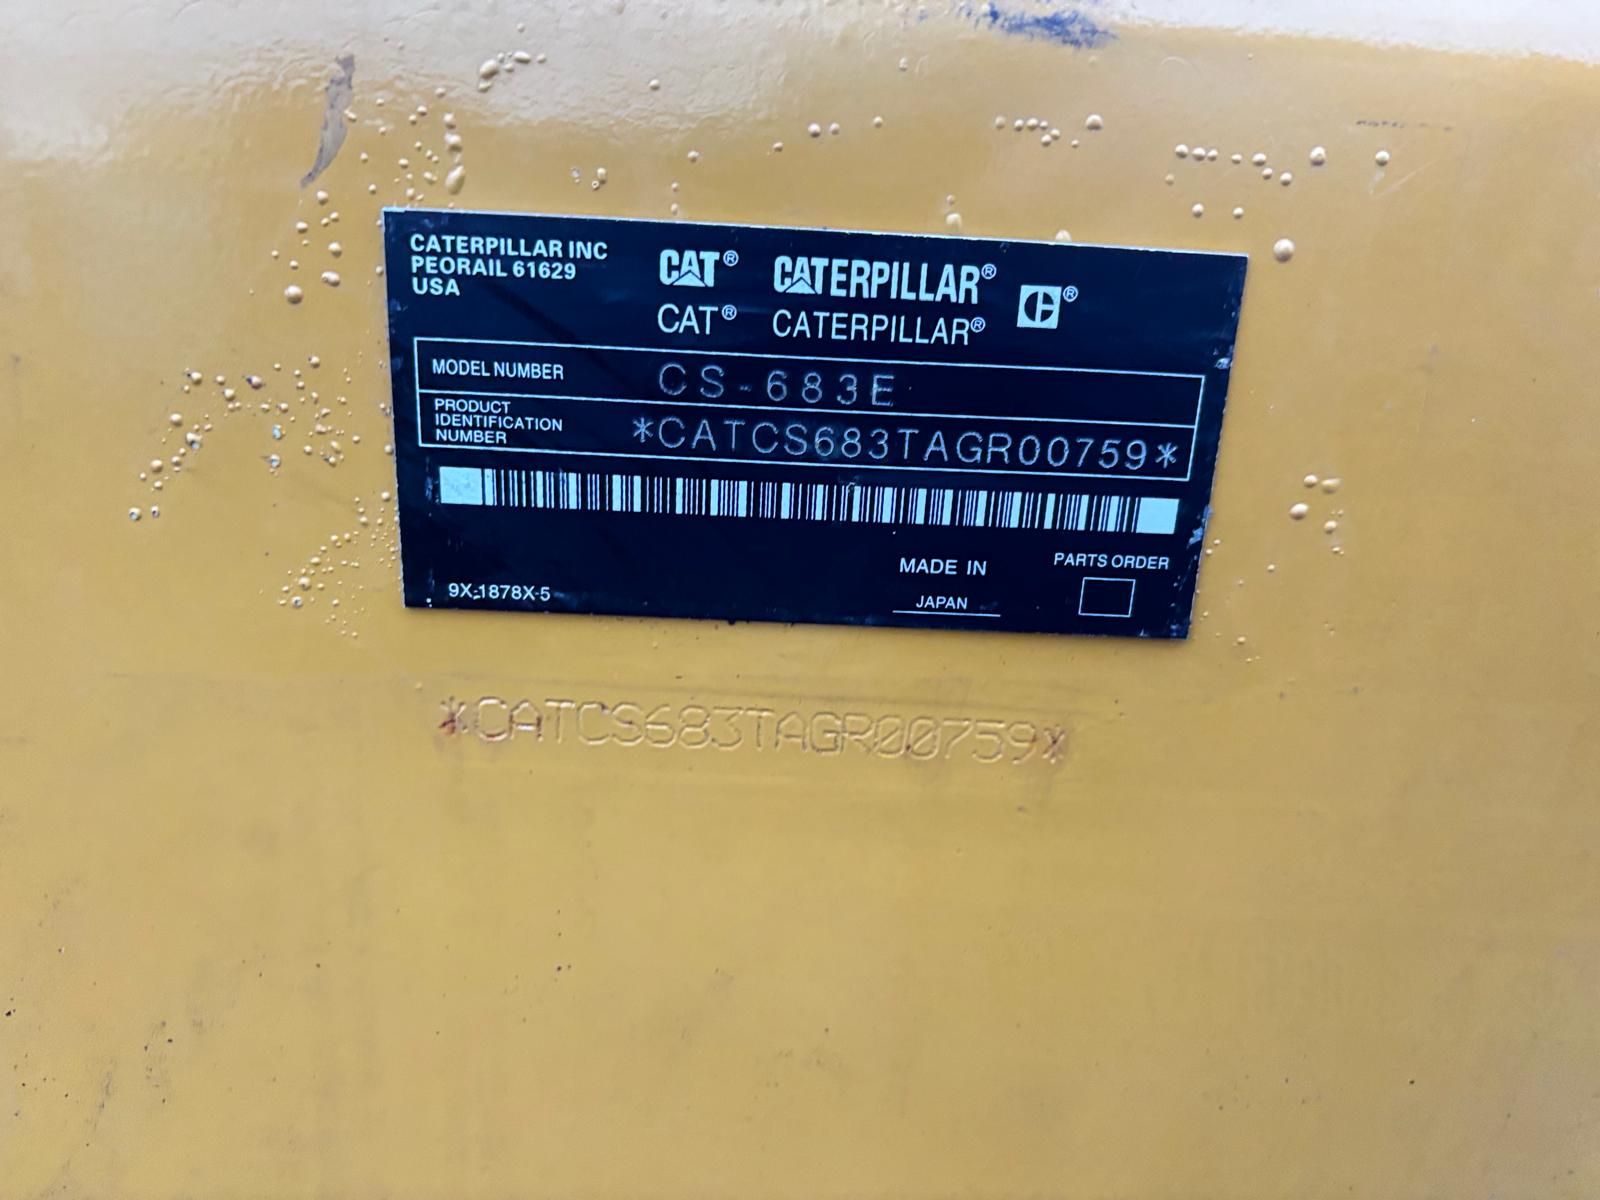 CATERPILLAR INC
PEORAIL 61629
USA
CAT® CATERPILLAR®
CAT® CATERPILLAR®
MODEL NUMBER CS-683E
PRODUCT
IDENTIFICATION
NUMBER
*CATCS683TAGR00759*
MADE IN
JAPAN
PARTS ORDER
9X-1878X-5
*CATCS683TAGR00759*